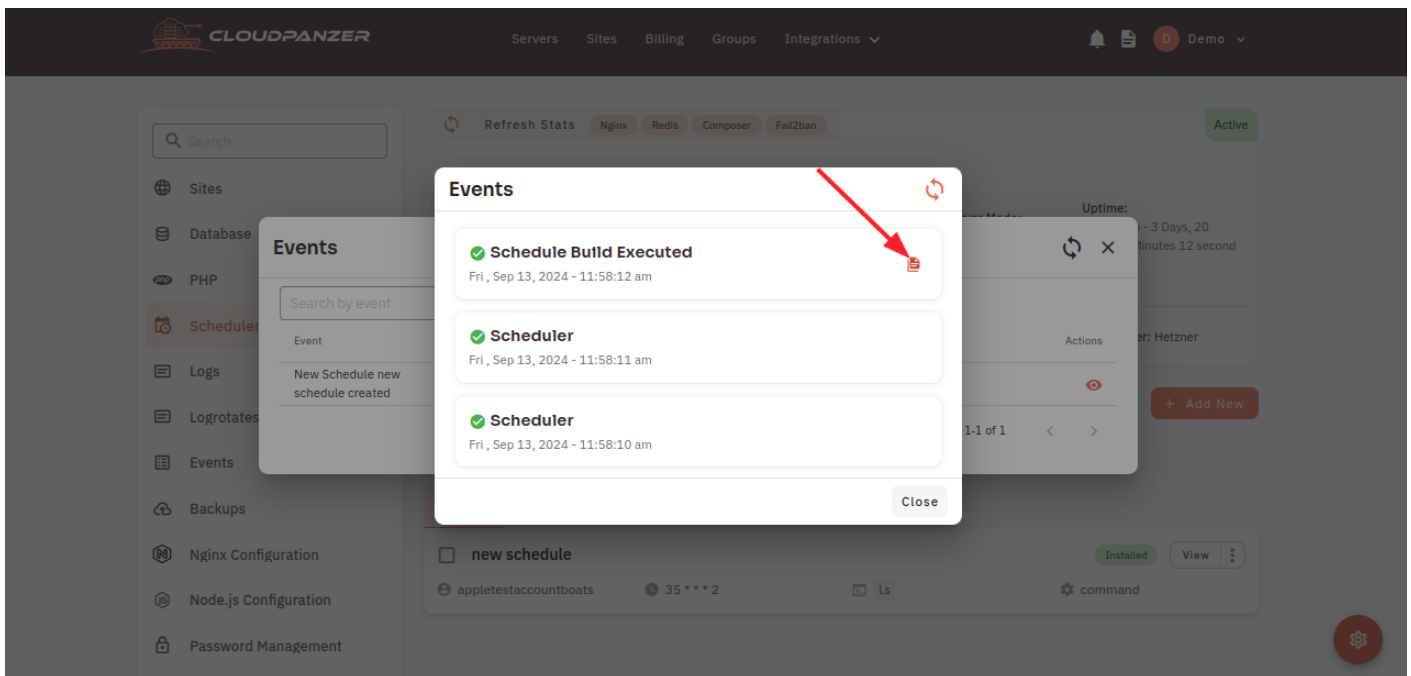 CLOUDPANZER
Servers Sites Billing Groups Integrations
D Demo
Search
Sites
Database
PHP
Scheduler
Logs
Logrotates
Events
Backups
Nginx Configuration
Node.js Configuration
Password Management
Refresh Stats Nginx Redis Composer Fail2ban
Active
Uptime:
- 3 Days, 20
Minutes 12 second
Hetzner
+ Add New
Events
Search by event
Event
Actions
New Schedule new
schedule created
1-1 of 1
Events
Schedule Build Executed
Fri , Sep 13, 2024 - 11:58:12 am
Scheduler
Fri , Sep 13, 2024 - 11:58:11 am
Scheduler
Fri , Sep 13, 2024 - 11:58:10 am
Close
new schedule
Installed View
appletestaccountboats 35 * * * 2 ls command